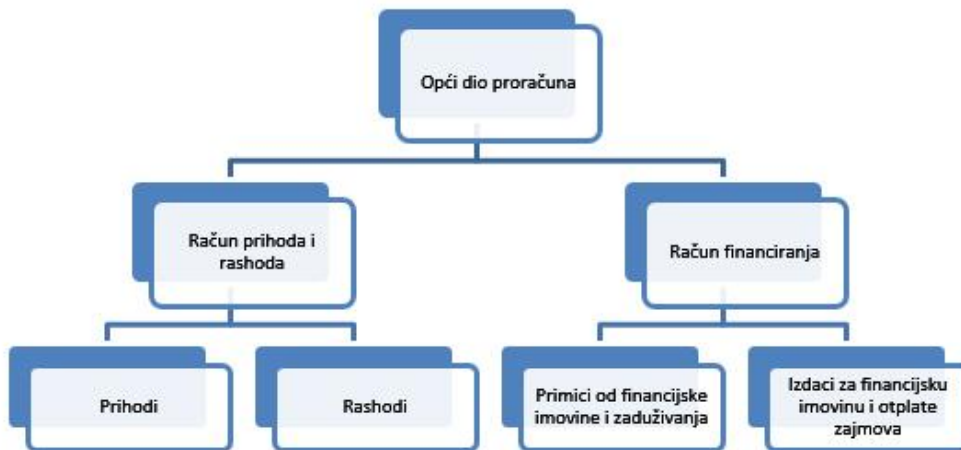 Opći dio proračuna
Račun prihoda i
rashoda
Račun financiranja
Prihodi
Rashodi
Primici od financijske
imovine i zaduživanja
Izdaci za financijsku
imovinu i otplate
zajmova